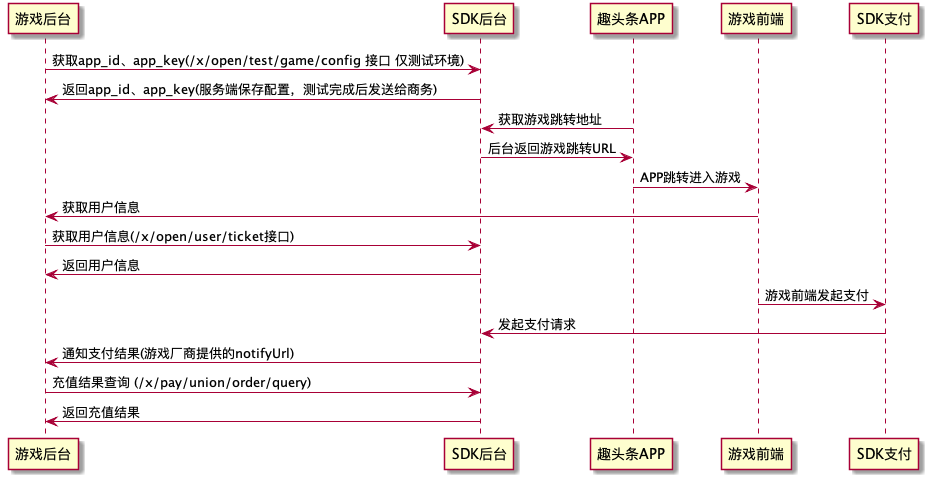 游戏后台
SDK后台
趣头条APP
游戏前端
SDK支付
获取app_id、app_key(/x/open/test/game/config 接口 仅测试环境)
返回app_id、app_key(服务端保存配置，测试完成后发送给商务)
获取游戏跳转地址
后台返回游戏跳转URL
APP跳转进入游戏
获取用户信息
获取用户信息(/x/open/user/ticket接口)
返回用户信息
游戏前端发起支付
发起支付请求
通知支付结果(游戏厂商提供的notifyUrl)
充值结果查询 (/x/pay/union/order/query)
返回充值结果
游戏后台
SDK后台
趣头条APP
游戏前端
SDK支付